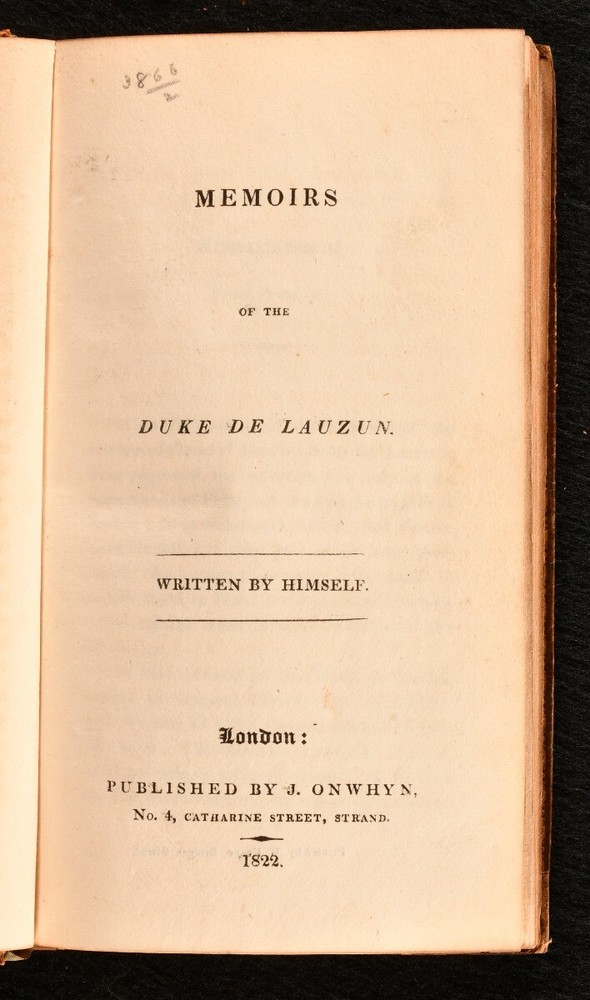 3866
2
MEMOIRS
OF THE
DUKE DE LAUZUN.
WRITTEN BY HIMSELF.
London:
PUBLISHED BY J. ONWHYN,
No. 4, CATHARINE STREET, STRAND.
1822.